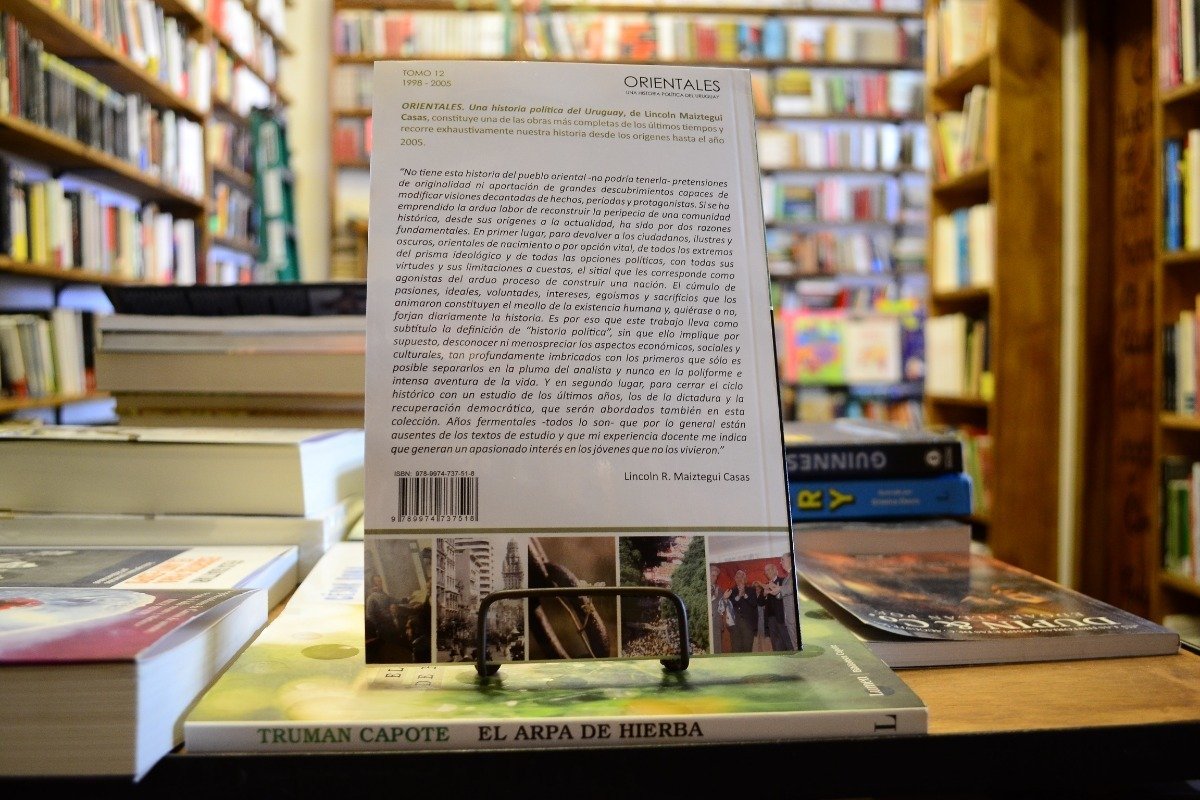 TOMO 12
1998 - 2005
ORIENTALES
UNA HISTORIA POLÍTICA DEL URUGUAY
ORIENTALES. Una historia política del Uruguay, de Lincoln Maiztegui
Casas, constituye una de las obras más completas de los últimos tiempos y
recorre exhaustivamente nuestra historia desde los orígenes hasta el año
2005.
"No tiene esta historia del pueblo oriental -no podría tenerla- pretensiones
de originalidad ni aportación de grandes descubrimientos capaces de
modificar visiones decantadas de hechos, períodos y protagonistas. Si se ha
emprendido la ardua labor de reconstruir la peripecia de una comunidad
histórica, desde sus orígenes a la actualidad, ha sido por dos razones
fundamentales. En primer lugar, para devolver a los ciudadanos, ilustres y
oscuros, orientales de nacimiento o por opción vital, de todos los extremos
del prisma ideológico y de todas las opciones políticas, con todas sus
virtudes y sus limitaciones a cuestas, el sitial que les corresponde como
agonistas del arduo proceso de construir una nación. El cúmulo de
pasiones, ideales, voluntades, intereses, egoísmos y sacrificios que los
animaron constituyen el meollo de la existencia humana y, quiérase o no,
forjan diariamente la historia. Es por eso que este trabajo lleva como
subtítulo la definición de "historia política", sin que ello implique por
supuesto, desconocer ni menospreciar los aspectos económicos, sociales y
culturales, tan profundamente imbricados con los primeros que sólo es
posible separarlos en la pluma del analista y nunca en la poliforme e
intensa aventura de la vida. Y en segundo lugar, para cerrar el ciclo
histórico con un estudio de los últimos años, los de la dictadura y la
recuperación democrática, que serán abordados también en esta
colección. Años fermentales -todos lo son- que por lo general están
ausentes de los textos de estudio y que mi experiencia docente me indica
que generan un apasionado interés en los jóvenes que no los vivieron."
Lincoln R. Maiztegui Casas
ISBN: 978-9974-737-51-8
9 789974 737518
GUINNESS
RY
DUPIN & CO
EDGAR ALLAN POE
EL
DE
Lumen
TRUMAN CAPOTE EL ARPA DE HIERBA L